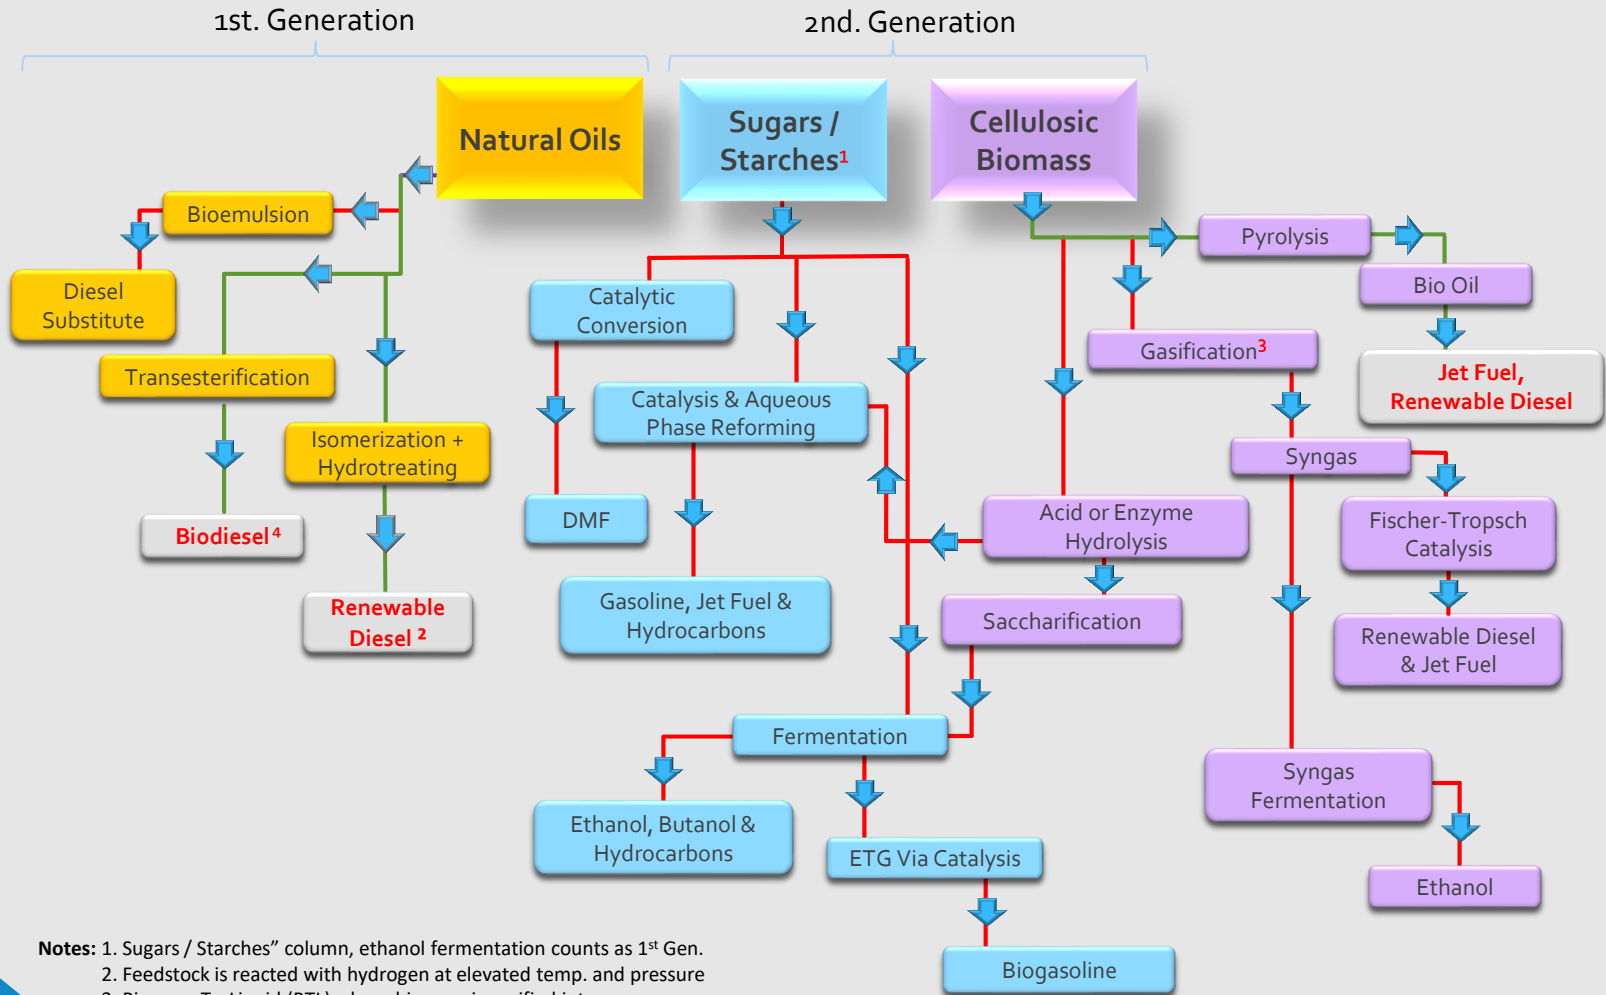 1st. Generation
2nd. Generation
Natural Oils
Sugars /
Starches1
Cellulosic
Biomass
Bioemulsion
Diesel
Substitute
Transesterification
Isomerization +
Hydrotreating
Biodiesel 4
Renewable
Diesel 2
Catalytic
Conversion
Catalysis & Aqueous
Phase Reforming
DMF
Gasoline, Jet Fuel &
Hydrocarbons
Fermentation
Ethanol, Butanol &
Hydrocarbons
ETG Via Catalysis
Biogasoline
Pyrolysis
Bio Oil
Jet Fuel,
Renewable Diesel
Gasification3
Syngas
Fischer-Tropsch
Catalysis
Renewable Diesel
& Jet Fuel
Acid or Enzyme
Hydrolysis
Saccharification
Syngas
Fermentation
Ethanol
Notes: 1. Sugars / Starches” column, ethanol fermentation counts as 1st Gen.
2. Feedstock is reacted with hydrogen at elevated temp. and pressure